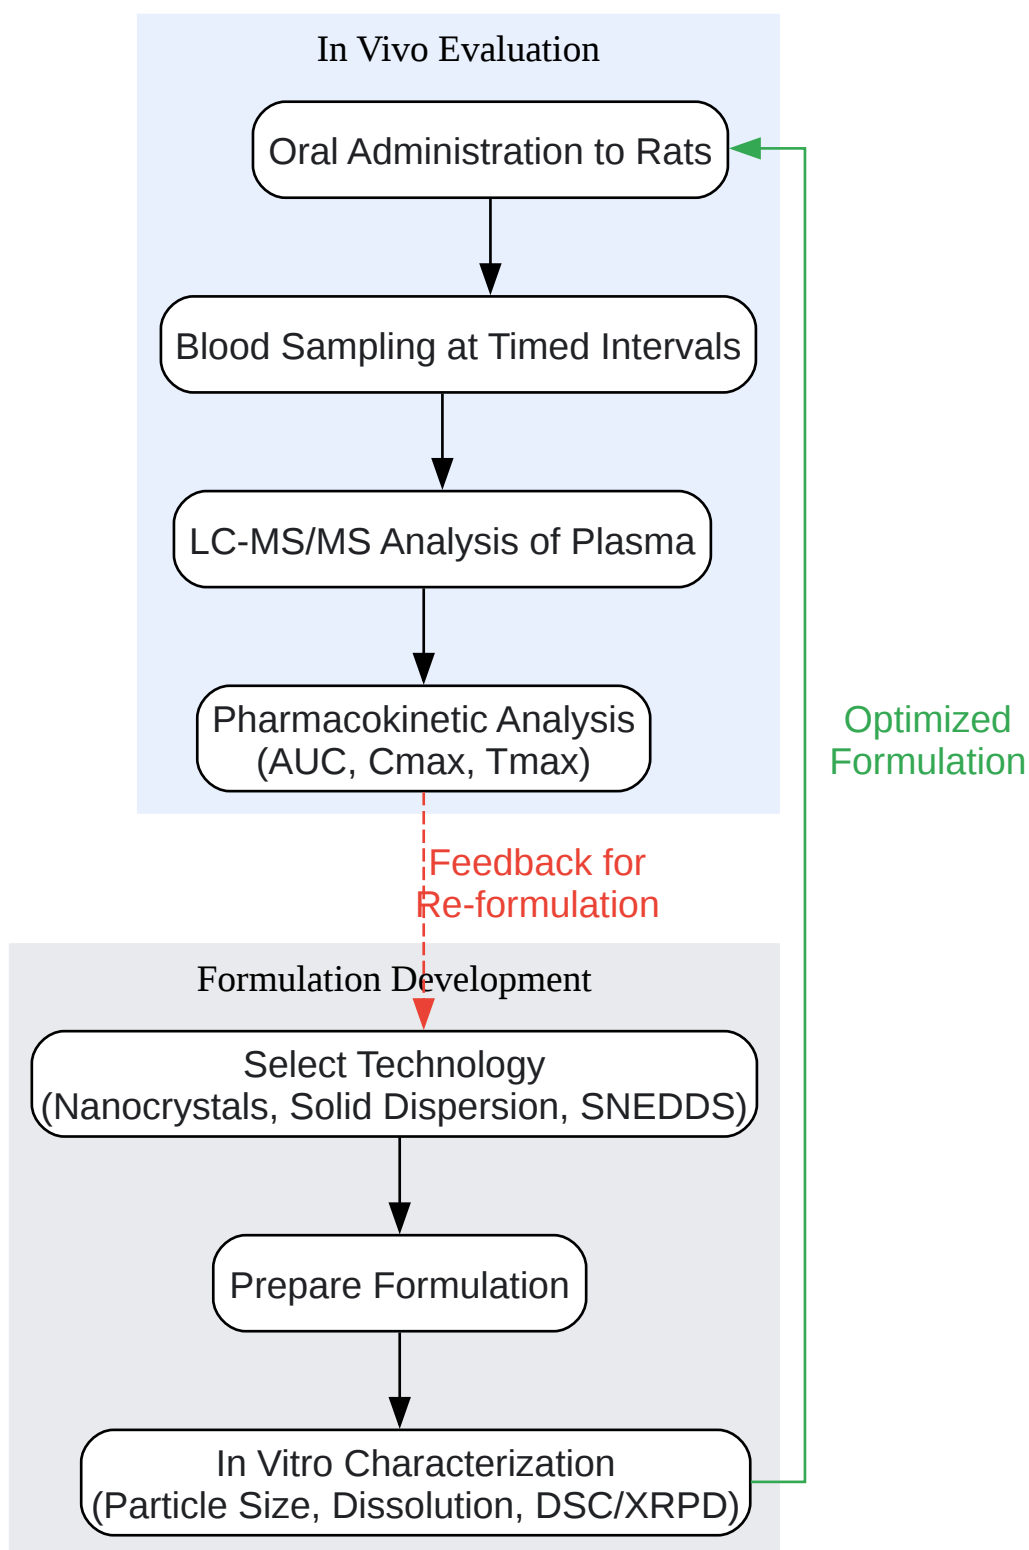 In Vivo Evaluation
Oral Administration to Rats
Blood Sampling at Timed Intervals
LC-MS/MS Analysis of Plasma
Pharmacokinetic Analysis
(AUC, Cmax, Tmax)
Optimized
Formulation
Feedback for
Re-formulation
Formulation Development
Select Technology
(Nanocrystals, Solid Dispersion, SNEDDS)
Prepare Formulation
In Vitro Characterization
(Particle Size, Dissolution, DSC/XRPD)